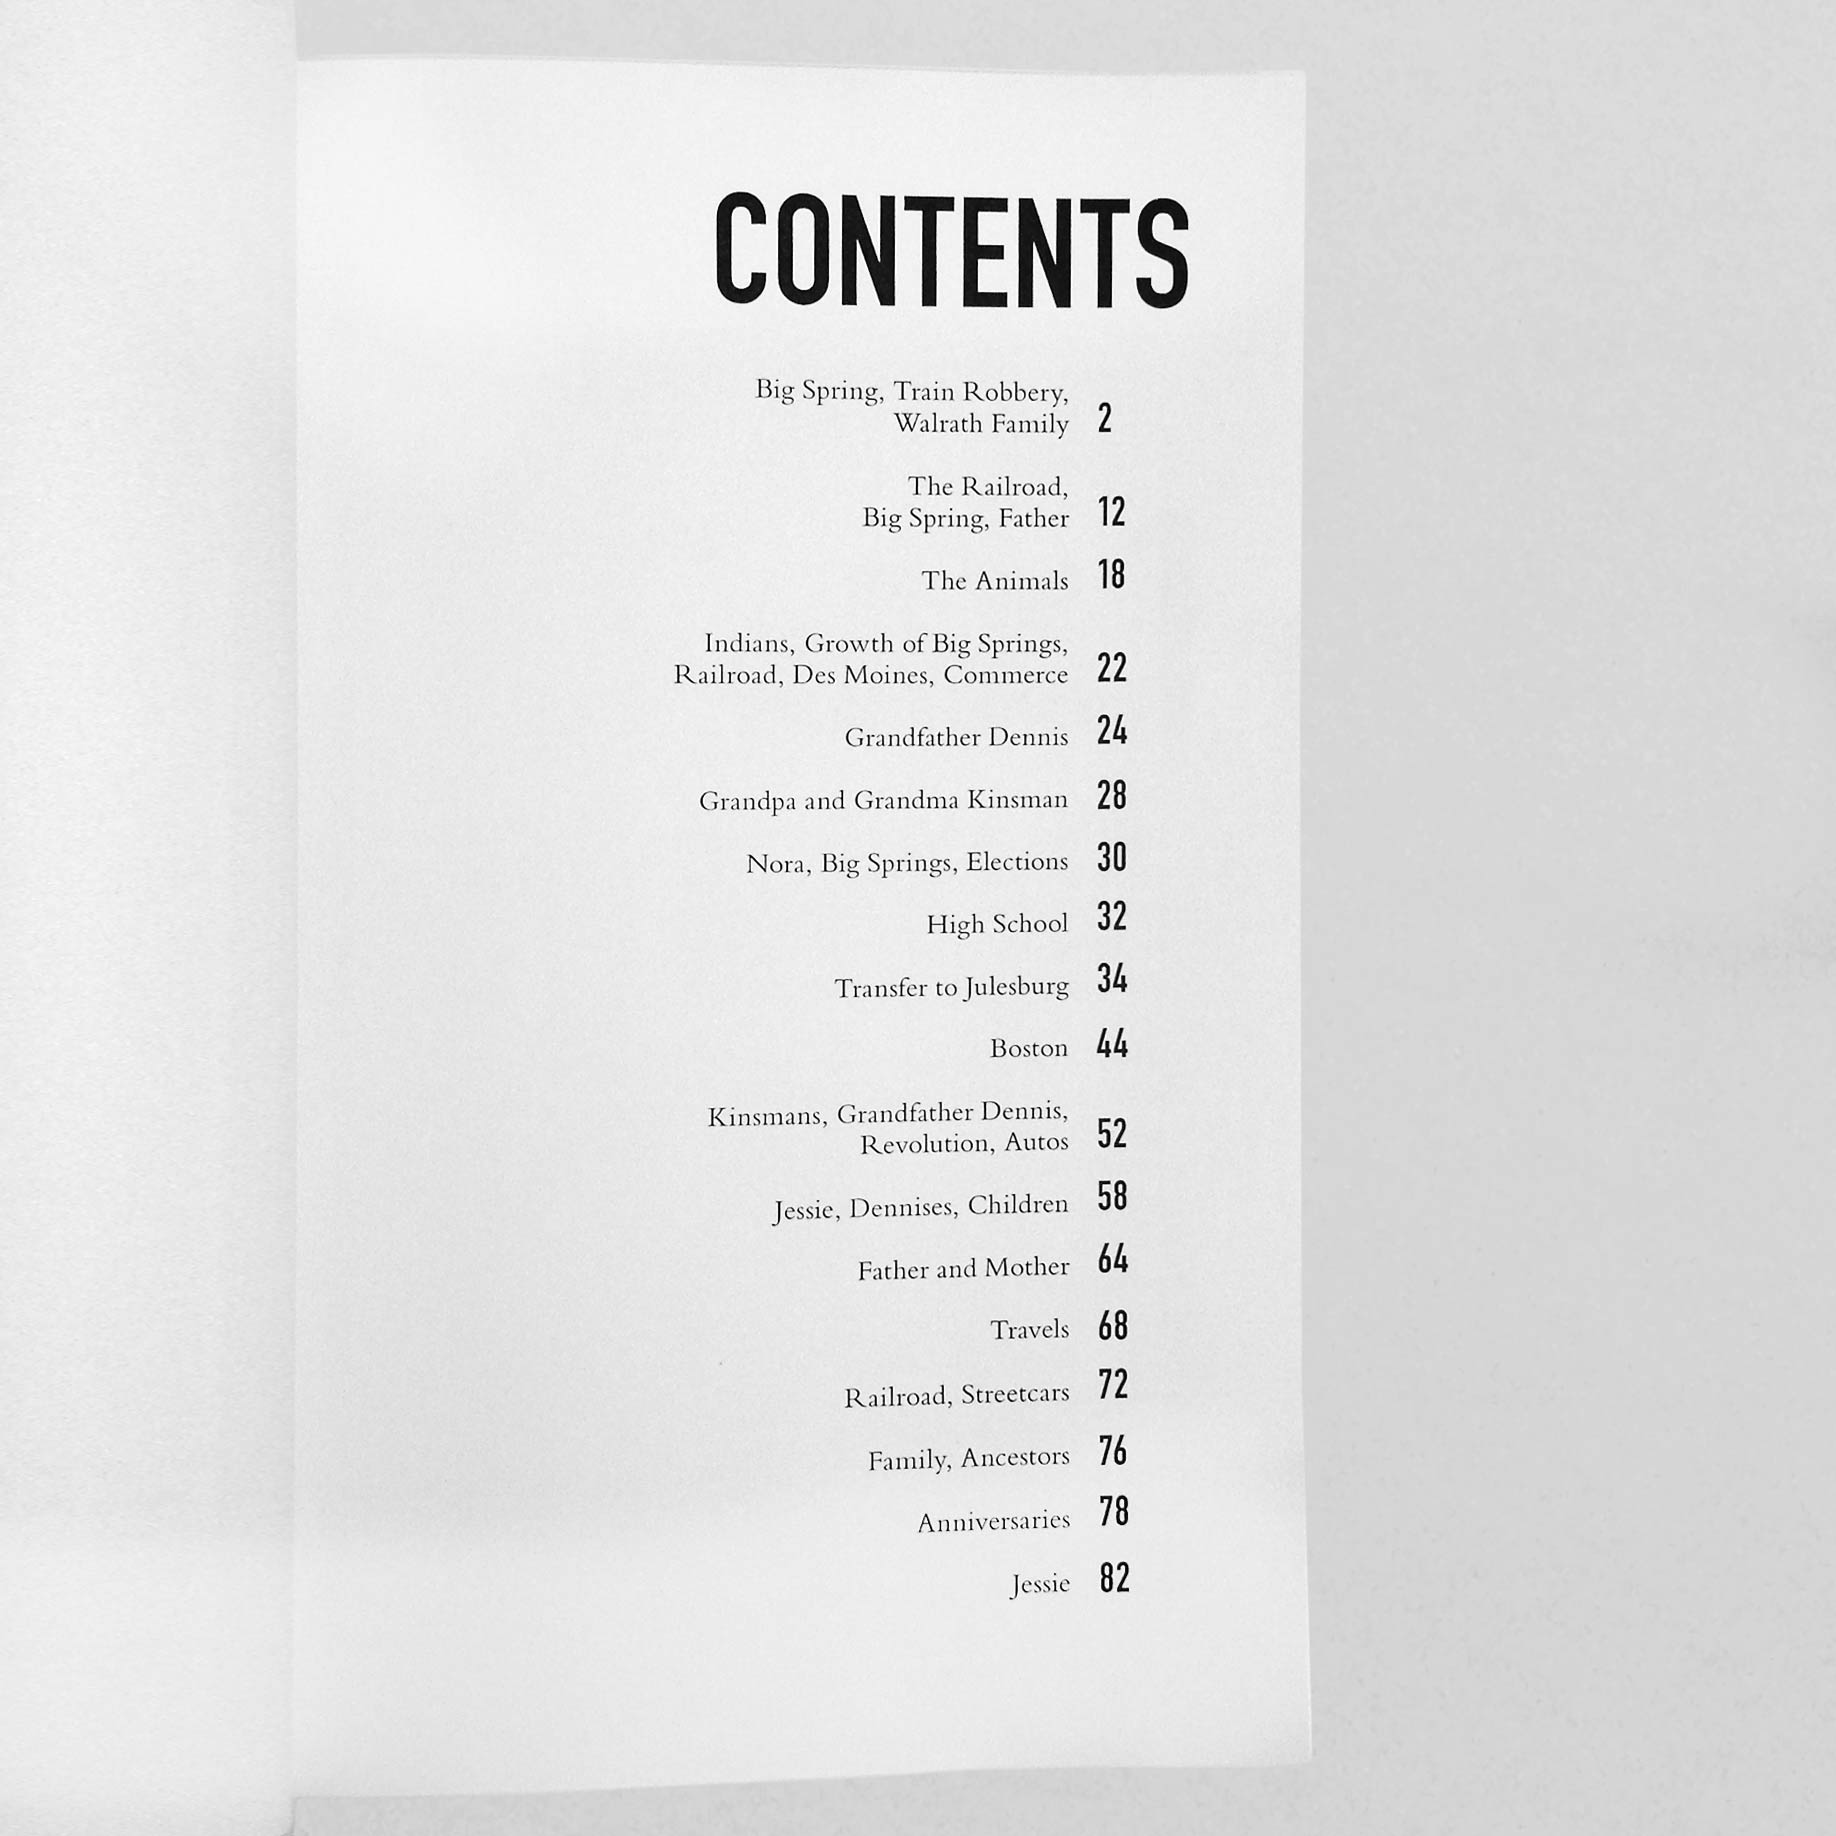 CONTENTS
Big Spring, Train Robbery,
Walrath Family 2
The Railroad,
Big Spring, Father 12
The Animals 18
Indians, Growth of Big Springs,
Railroad, Des Moines, Commerce 22
Grandfather Dennis 24
Grandpa and Grandma Kinsman 28
Nora, Big Springs, Elections 30
High School 32
Transfer to Julesburg 34
Boston 44
Kinsmans, Grandfather Dennis,
Revolution, Autos 52
Jessie, Dennises, Children 58
Father and Mother 64
Travels 68
Railroad, Streetcars 72
Family, Ancestors 76
Anniversaries 78
Jessie 82